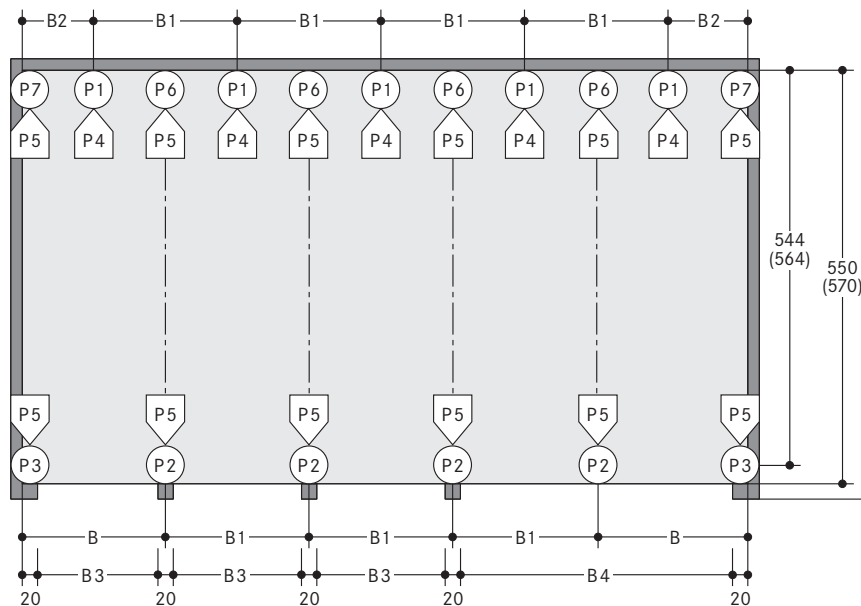 B2 B1 B1 B1 B1 B2
P7 P1 P6 P1 P6 P1 P6 P1 P6 P1 P7
P5 P4 P5 P4 P5 P4 P5 P4 P5 P4 P5
544
(564)
550
(570)
P5 P5 P5 P5 P5 P5
P3 P2 P2 P2 P2 P3
B B1 B1 B1 B
B3 B3 B3 B4
20 20 20 20 20